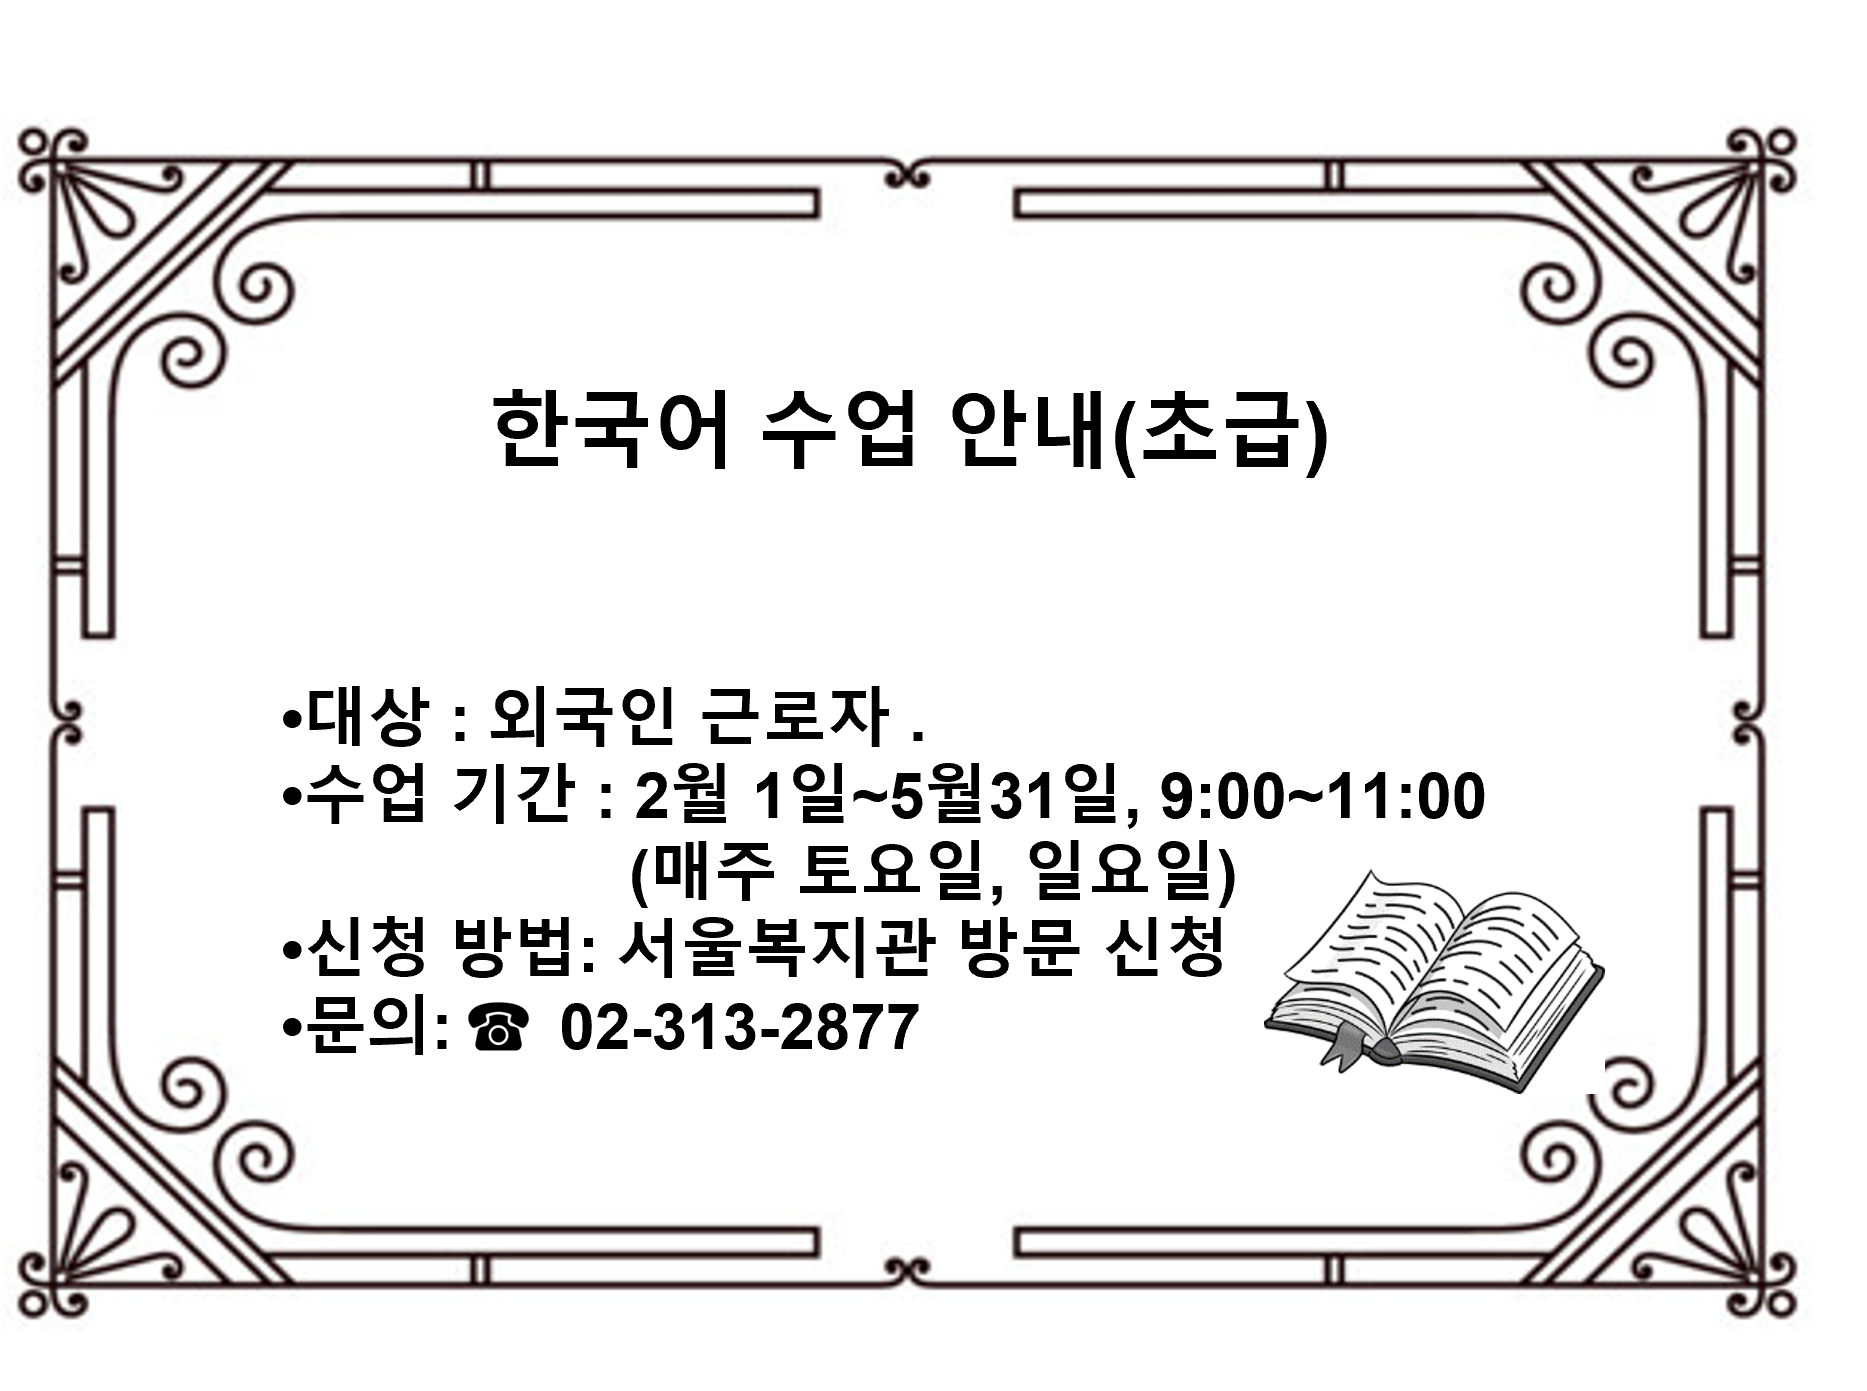 한국어 수업 안내(초급)
•대상 : 외국인 근로자 .
•수업 기간 : 2월 1일~5월31일, 9:00~11:00
(매주 토요일, 일요일)
•신청 방법: 서울복지관 방문 신청
•문의: ☎ 02-313-2877